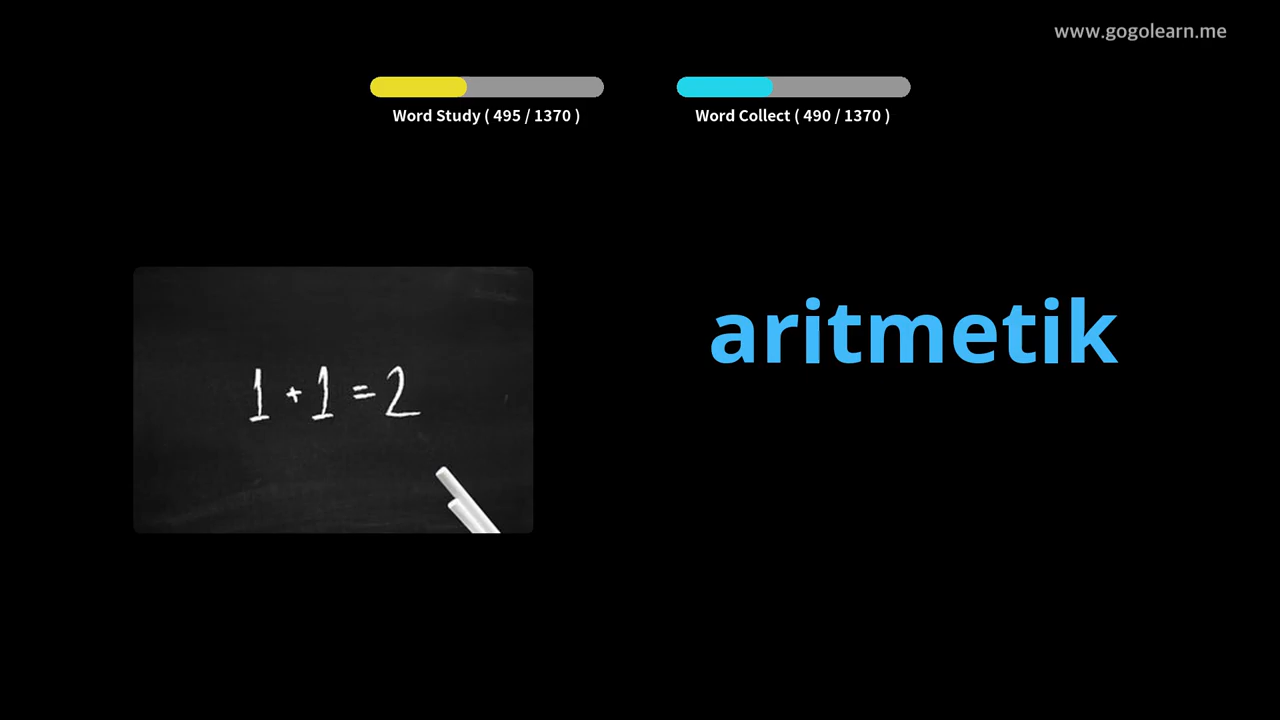 www.gogolearn.me
Word Study ( 495 / 1370 )
Word Collect ( 490 / 1370 )
aritmetik
1 + 1 = 2